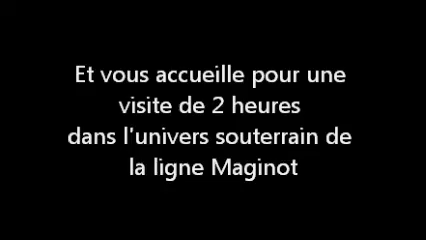 Et vous accueille pour une
visite de 2 heures
dans l'univers souterrain de
la ligne Maginot